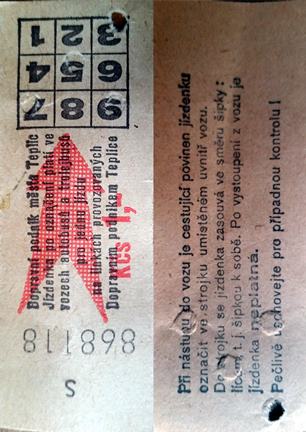 1 2 3
4 5 6
7 8 9
Dopravní podnik města Teplic
Jízdenka po označení platí ve
vozech autobusů a trolejbusů
pro jednu jízdu
na linkách provozovaných
Dopravním podnikem Teplice
Kčs 1,-
868118
S
Při nástupu do vozu je cestující povinen jízdenku
označit ve strojku umístěném uvnitř vozu.
Do strojku se jízdenka zasouvá ve směru šipky:
lícem, t. j. šipkou k sobě. Po vystoupení z vozu je
jízdenka neplatná.
Pečlivě uschovejte pro případnou kontrolu!